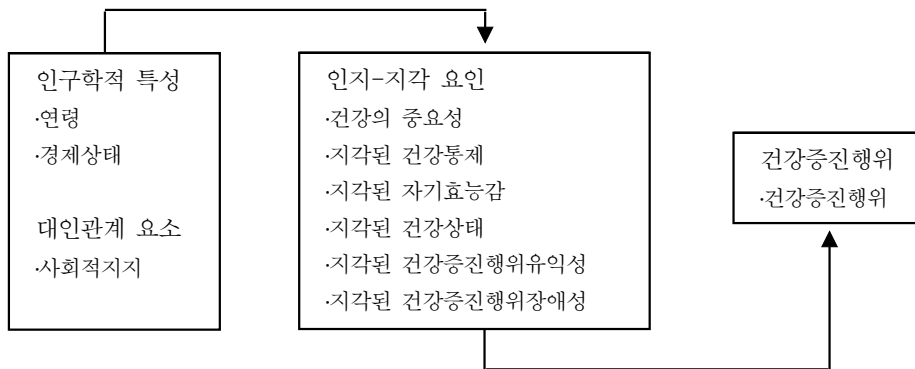 인구학적 특성
·연령
·경제상태
대인관계 요소
·사회적지지
인지-지각 요인
·건강의 중요성
·지각된 건강통제
·지각된 자기효능감
·지각된 건강상태
·지각된 건강증진행위유익성
·지각된 건강증진행위장애성
건강증진행위
·건강증진행위